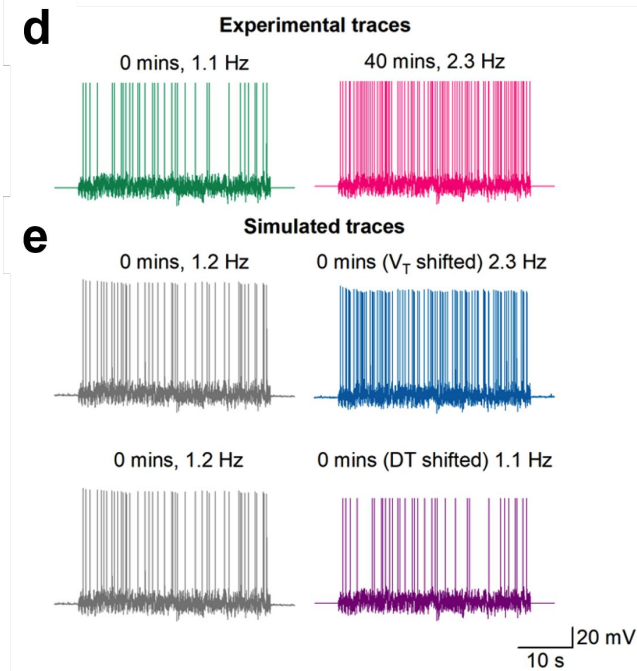 d
Experimental traces
0 mins, 1.1 Hz
40 mins, 2.3 Hz
e
Simulated traces
0 mins, 1.2 Hz
0 mins (V_T shifted) 2.3 Hz
0 mins, 1.2 Hz
0 mins (DT shifted) 1.1 Hz
20 mV
10 s